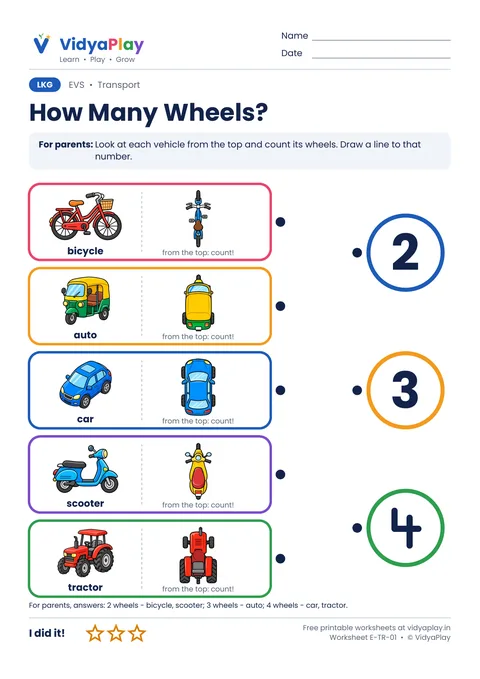 VidyaPlay
Learn • Play • Grow
Name
Date
LKG EVS • Transport
How Many Wheels?
For parents: Look at each vehicle from the top and count its wheels. Draw a line to that
number.
bicycle
from the top: count!
2
auto
from the top: count!
car
from the top: count!
3
scooter
from the top: count!
4
tractor
from the top: count!
For parents, answers: 2 wheels - bicycle, scooter; 3 wheels - auto; 4 wheels - car, tractor.
I did it!
Free printable worksheets at vidyaplay.in
Worksheet E-TR-01 • © VidyaPlay